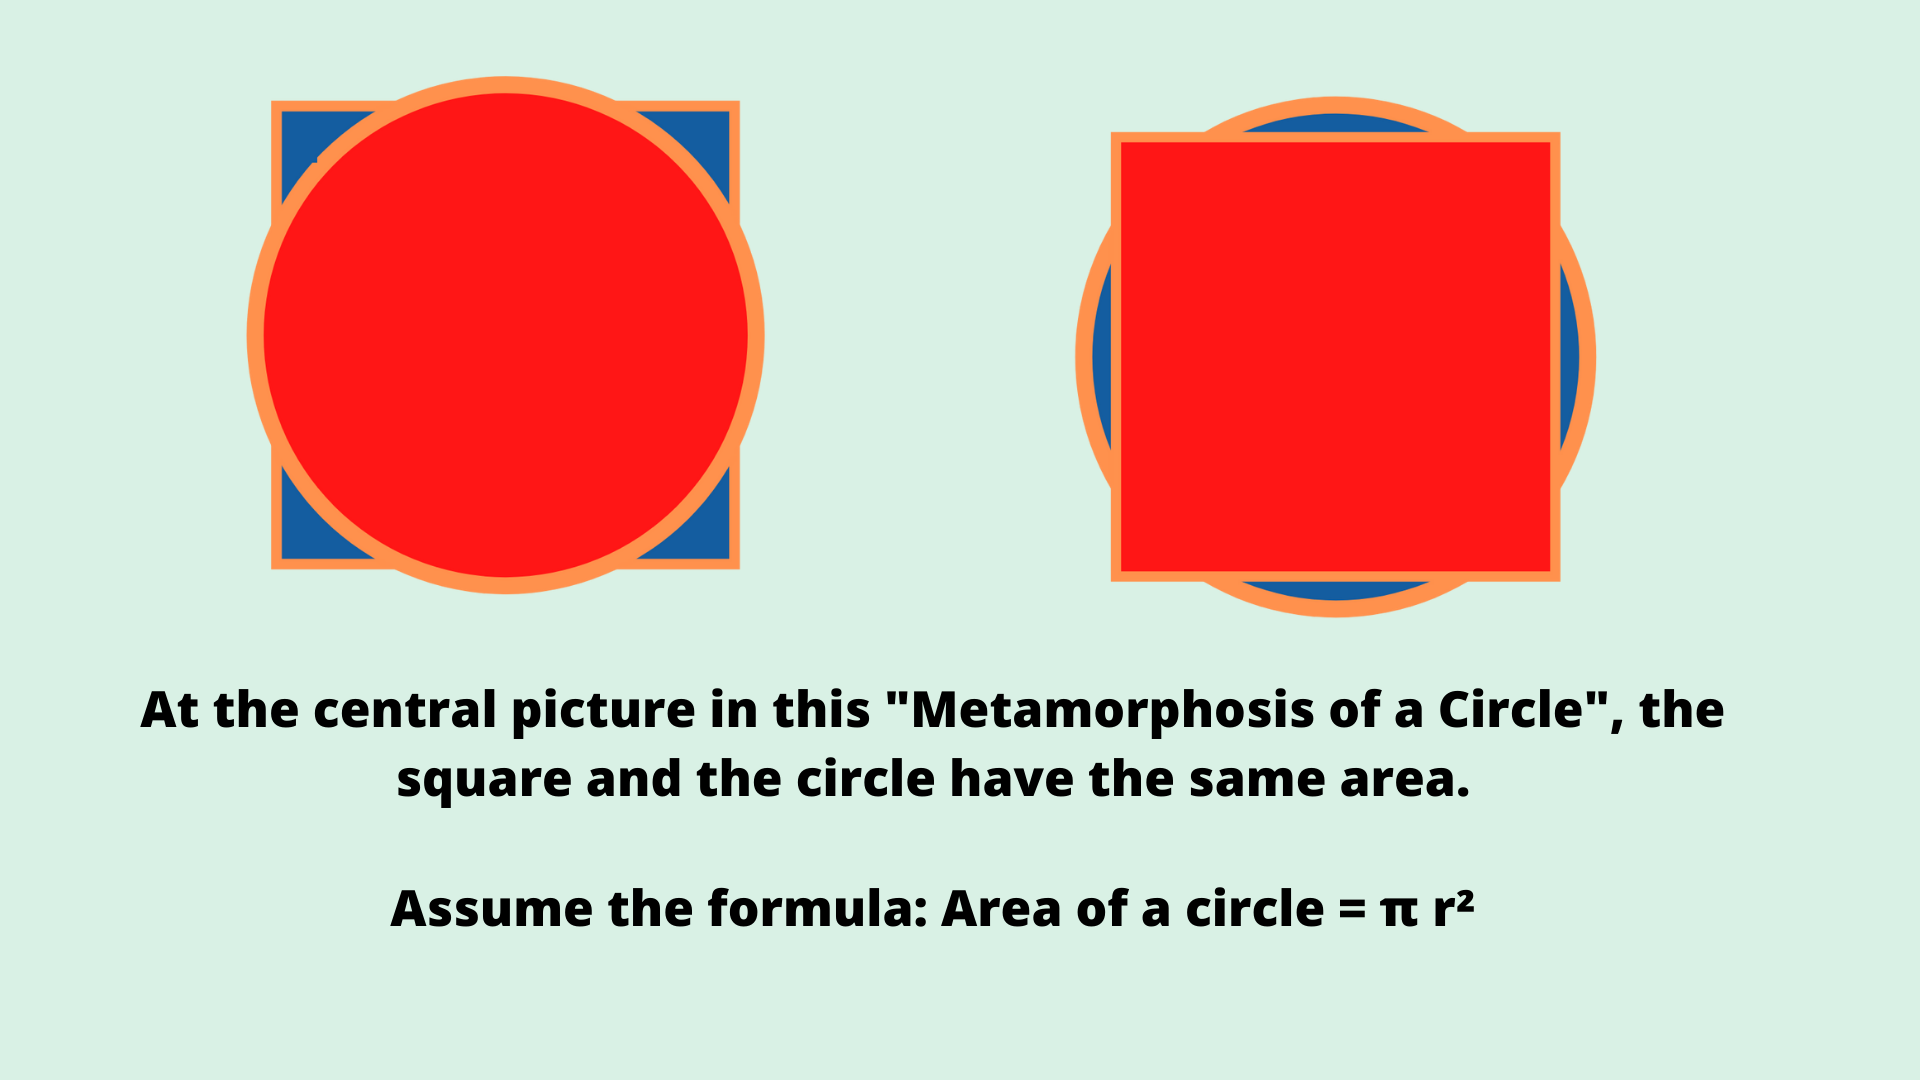 At the central picture in this "Metamorphosis of a Circle", the
square and the circle have the same area.
Assume the formula: Area of a circle = π r²